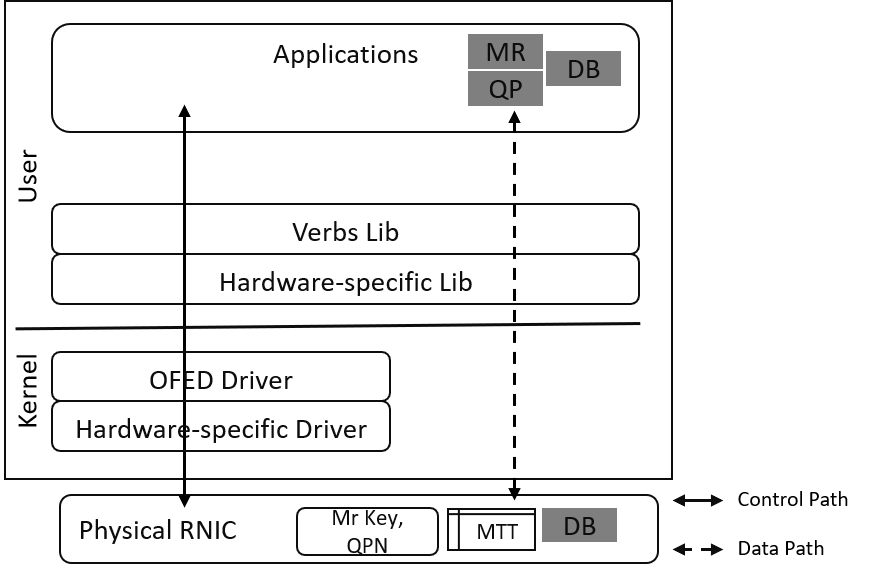 Applications
MR
DB
QP
User
Verbs Lib
Hardware-specific Lib
Kernel
OFED Driver
Hardware-specific Driver
Physical RNIC
Mr Key,
QPN
MTT
DB
Control Path
Data Path